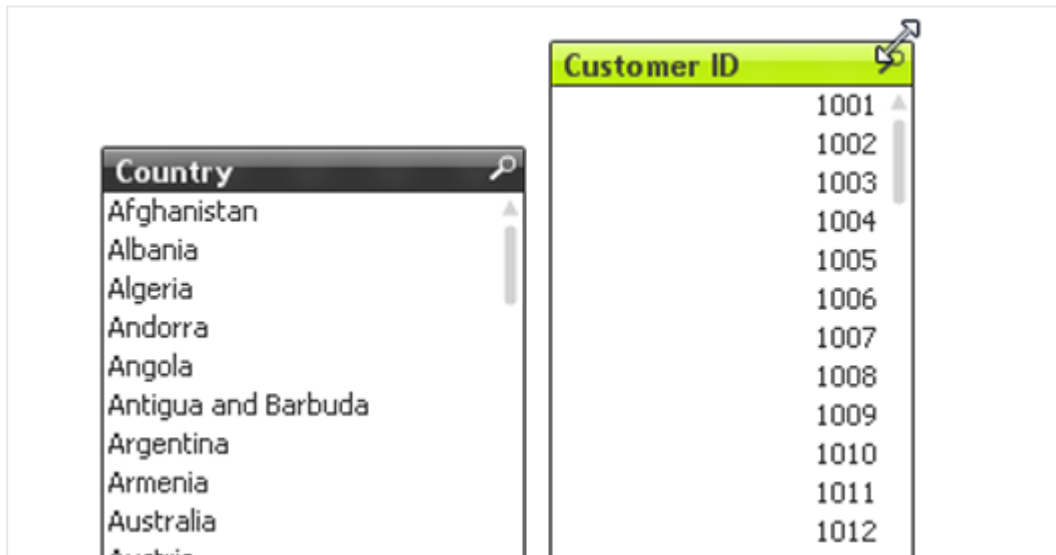 Customer ID
1001
1002
1003
1004
1005
1006
1007
1008
1009
1010
1011
1012
Country
Afghanistan
Albania
Algeria
Andorra
Angola
Antigua and Barbuda
Argentina
Armenia
Australia